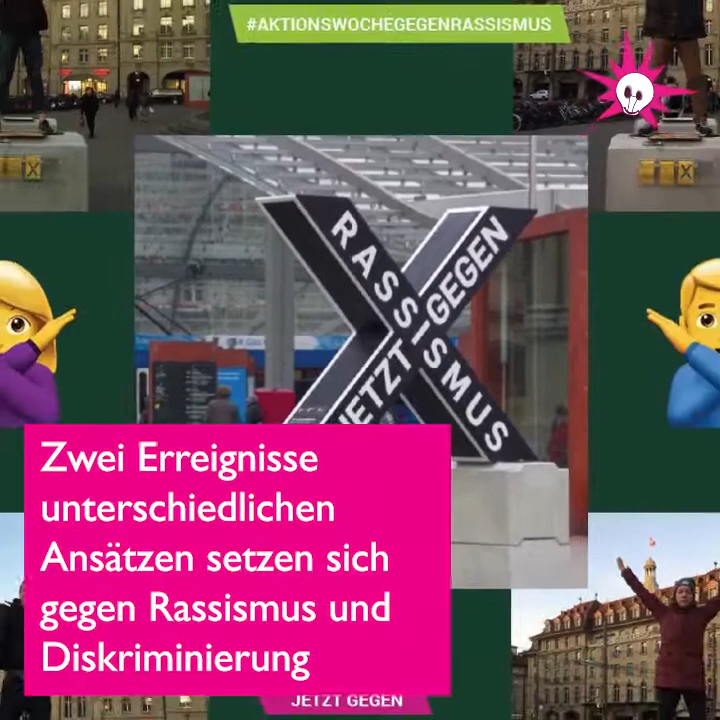 #AKTIONSWOCHEGEGENRASSISMUS
X
X
RASSISMUS
JETZT GEGEN
Zwei Erreignisse
unterschiedlichen
Ansätzen setzen sich
gegen Rassismus und
Diskriminierung
JETZT GEGEN